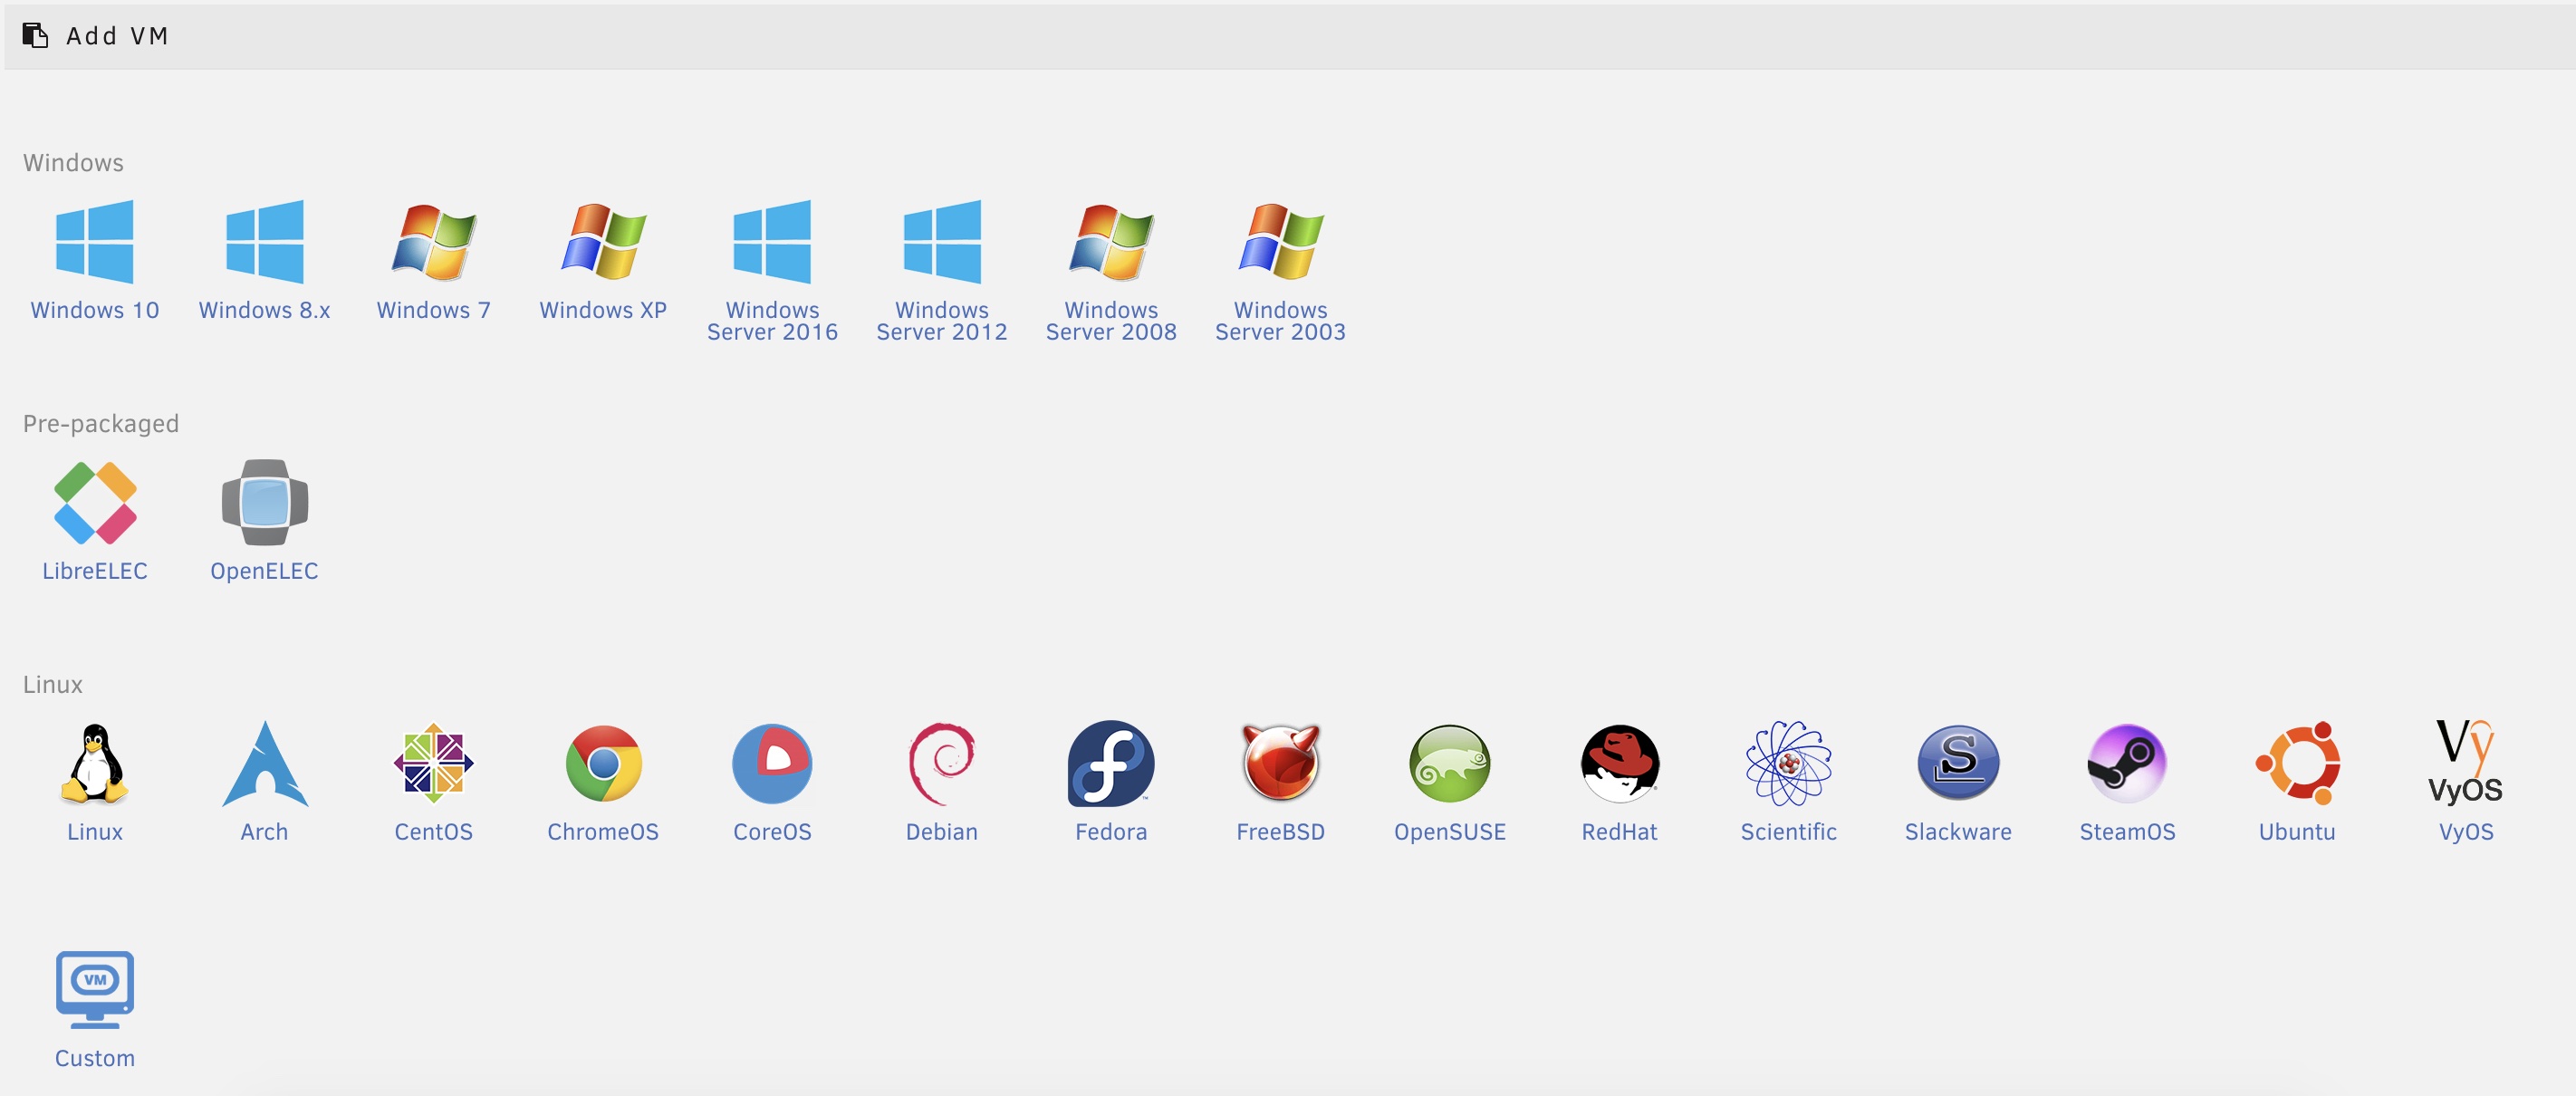 Add VM
Windows
Windows 10
Windows 8.x
Windows 7
Windows XP
Windows
Server 2016
Windows
Server 2012
Windows
Server 2008
Windows
Server 2003
Pre-packaged
LibreELEC
OpenELEC
Linux
Vy
VyOS
Linux
Arch
CentOS
ChromeOS
CoreOS
Debian
Fedora
FreeBSD
OpenSUSE
RedHat
Scientific
Slackware
SteamOS
Ubuntu
VyOS
VM
Custom